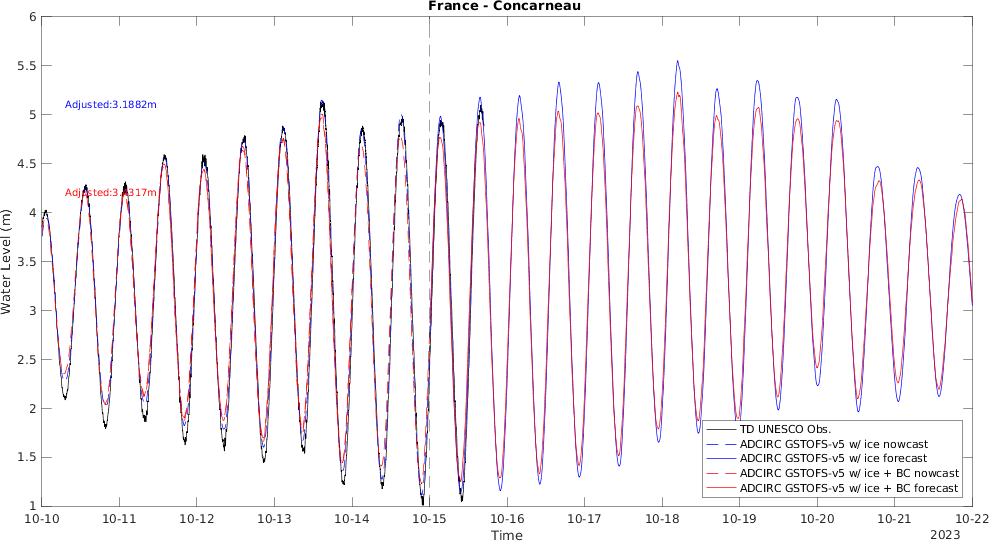 France - Concarneau
Water Level (m)
6
5.5
5
4.5
4
3.5
3
2.5
2
1.5
1
Adjusted:3.1882m
10-10
10-11
10-12
10-13
10-14
10-15
10-16
10-17
10-18
10-19
10-20
10-21
10-22
Time
2023
TD UNESCO Obs.
ADCIRC GSTOFS-v5 w/ ice nowcast
ADCIRC GSTOFS-v5 w/ ice forecast
ADCIRC GSTOFS-v5 w/ ice + BC nowcast
ADCIRC GSTOFS-v5 w/ ice + BC forecast